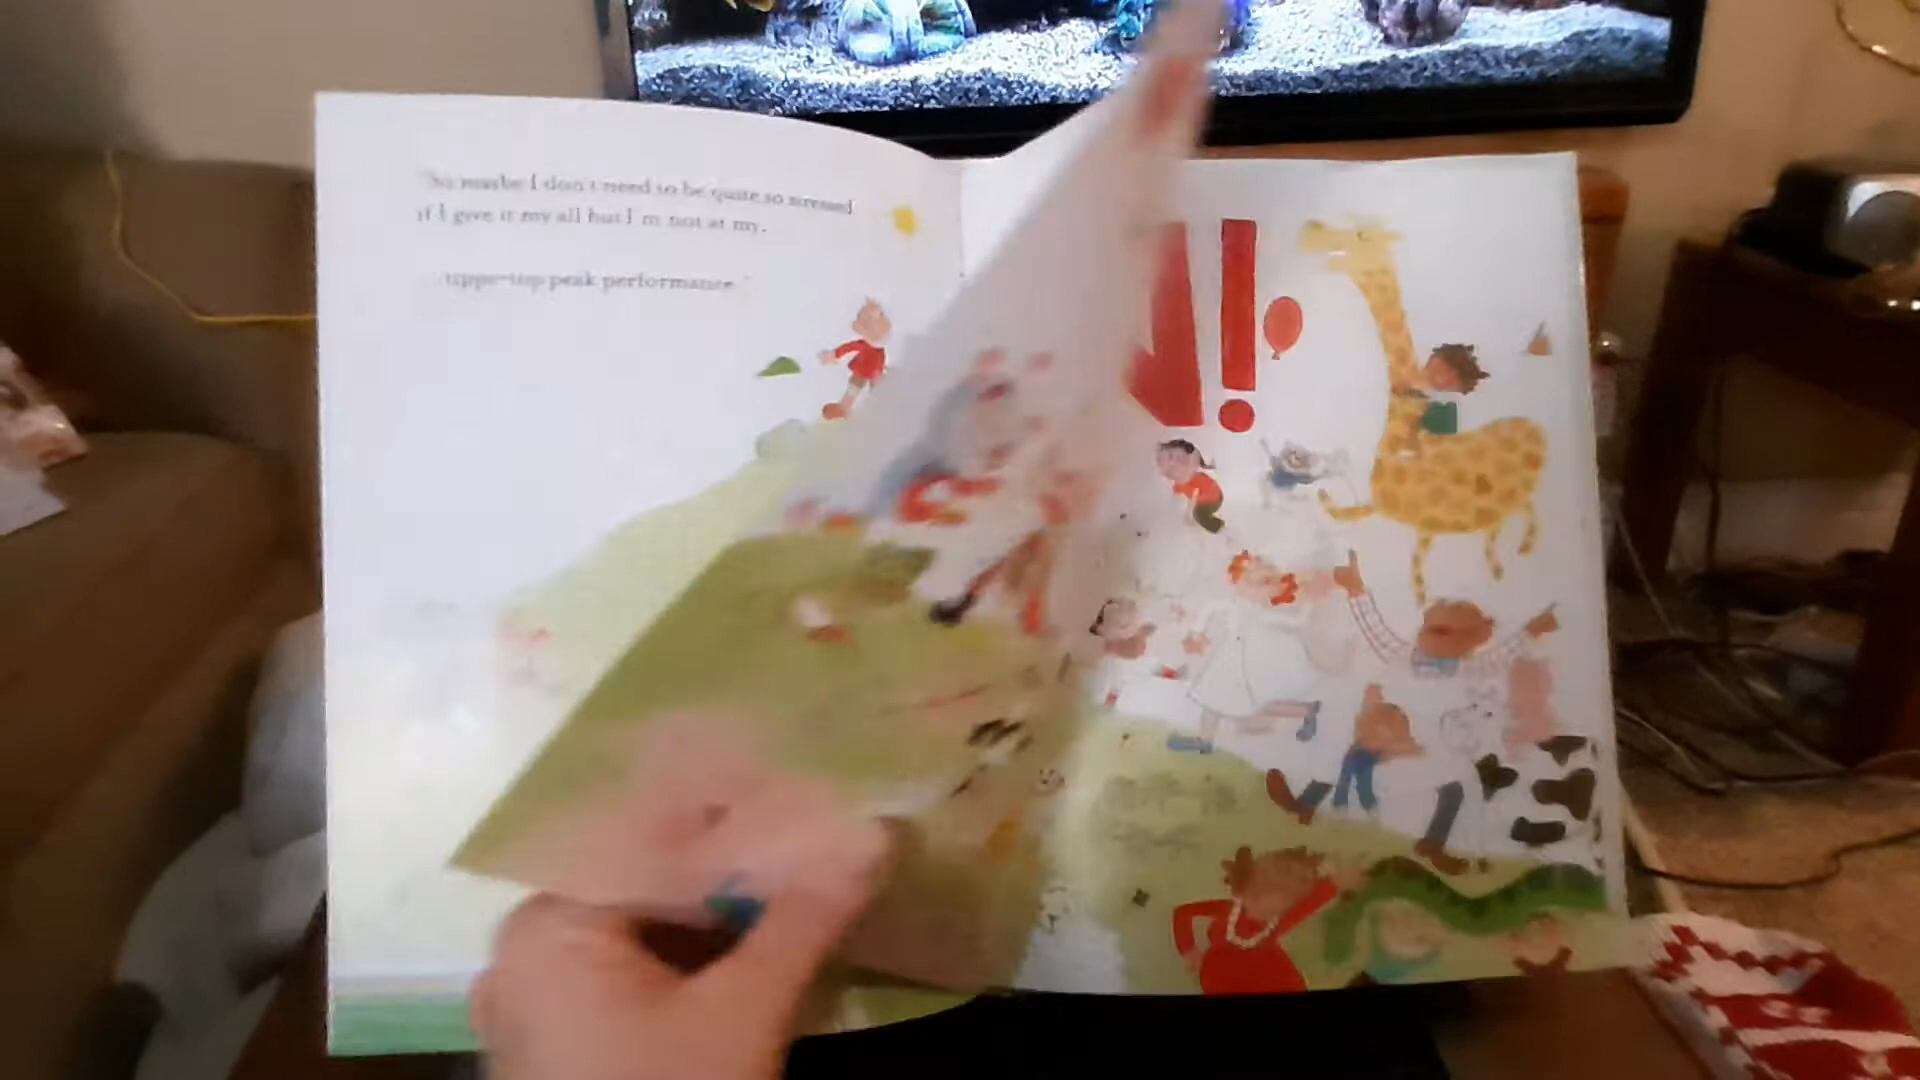 "So maybe I don't need to be quite so stressed
if I give it my all but I'm not at my.
tippe-top peak performance."
!